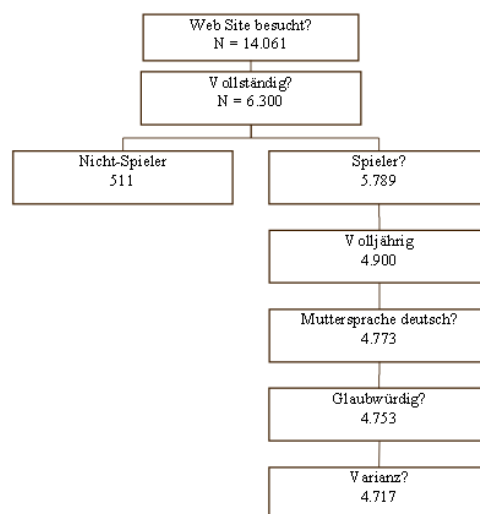 Web Site besucht?
N = 14.061
Vollständig?
N = 6.300
Nicht-Spieler
511
Spieler?
5.789
Volljährig
4.900
Muttersprache deutsch?
4.773
Glaubwürdig?
4.753
Varianz?
4.717